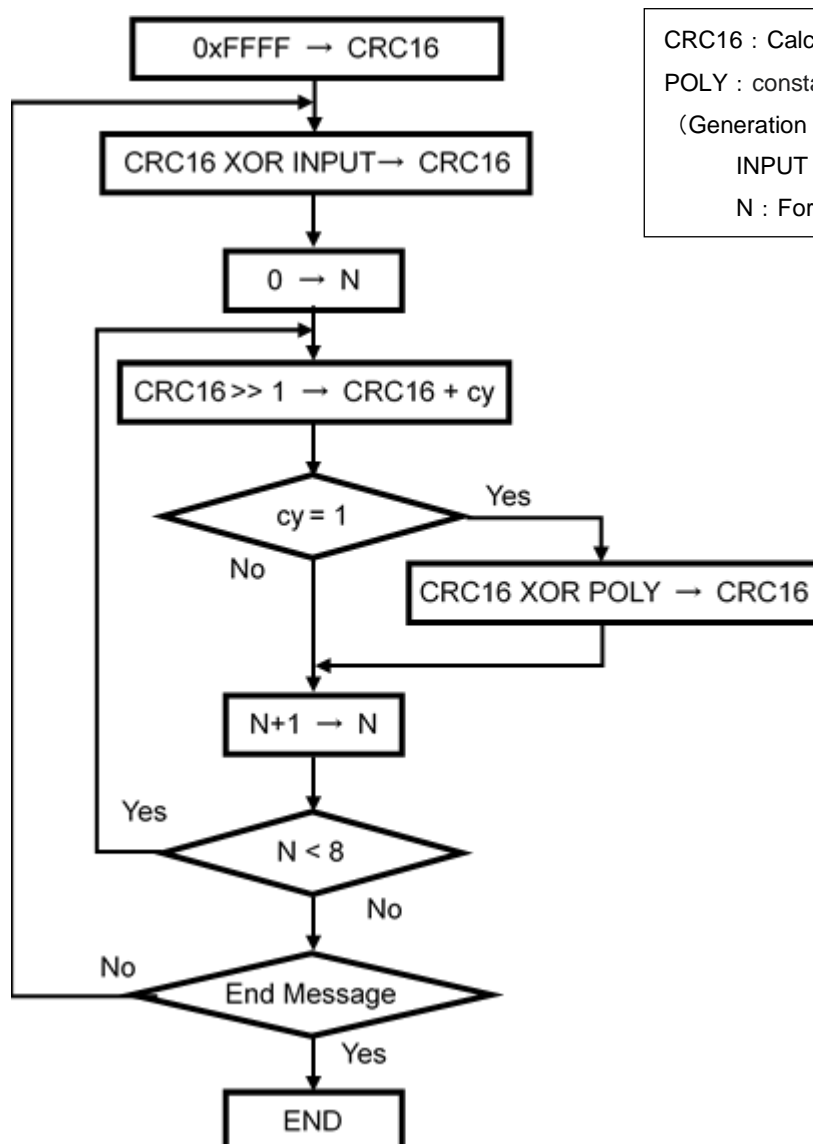 0xFFFF → CRC16
CRC16 XOR INPUT→ CRC16
0 → N
CRC16 >> 1 → CRC16 + cy
cy = 1
Yes
No
CRC16 XOR POLY → CRC16
N+1 → N
Yes
N < 8
No
No
End Message
Yes
END
CRC16 : Calc
POLY : consta
（Generation
INPUT
N : For